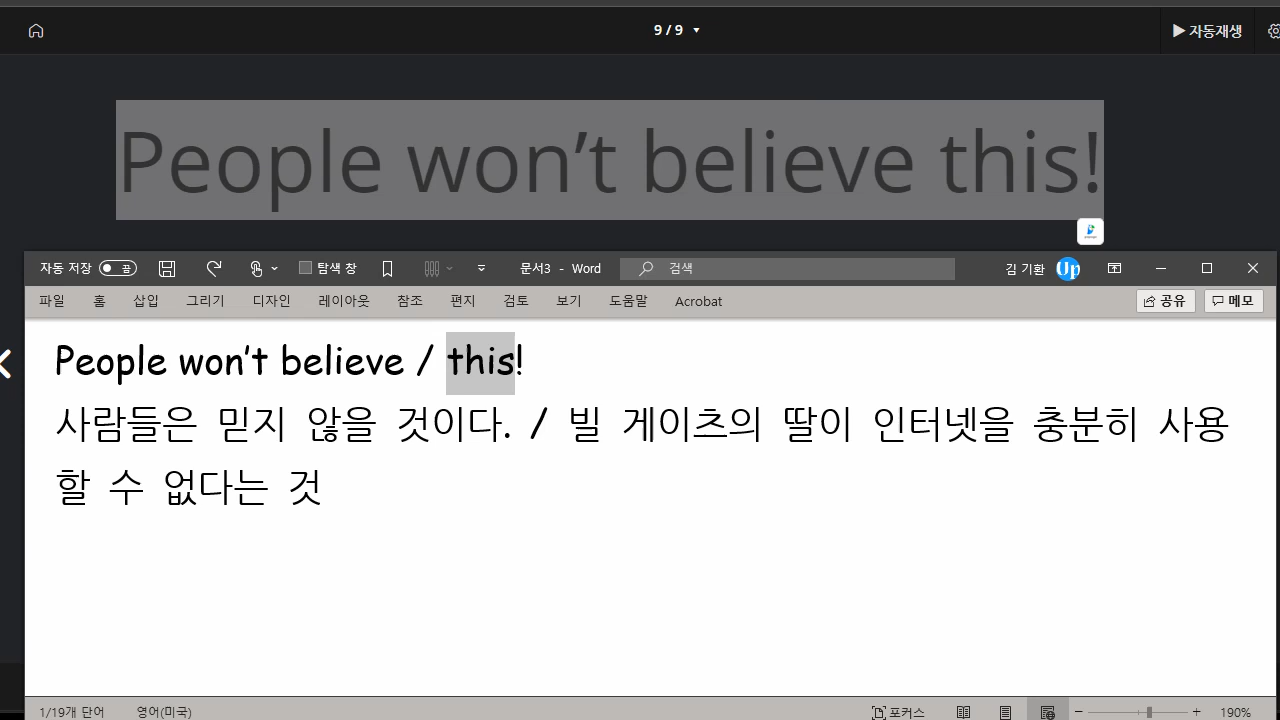 9 / 9
자동재생
People won’t believe this!
자동 저장 끔 탐색 창 문서3 - Word 검색 김 기환 Up
파일 홈 삽입 그리기 디자인 레이아웃 참조 편지 검토 보기 도움말 Acrobat 공유 메모
People won’t believe / this!
사람들은 믿지 않을 것이다. / 빌 게이츠의 딸이 인터넷을 충분히 사용
할 수 없다는 것
1/19개 단어 영어(미국) 포커스 190%